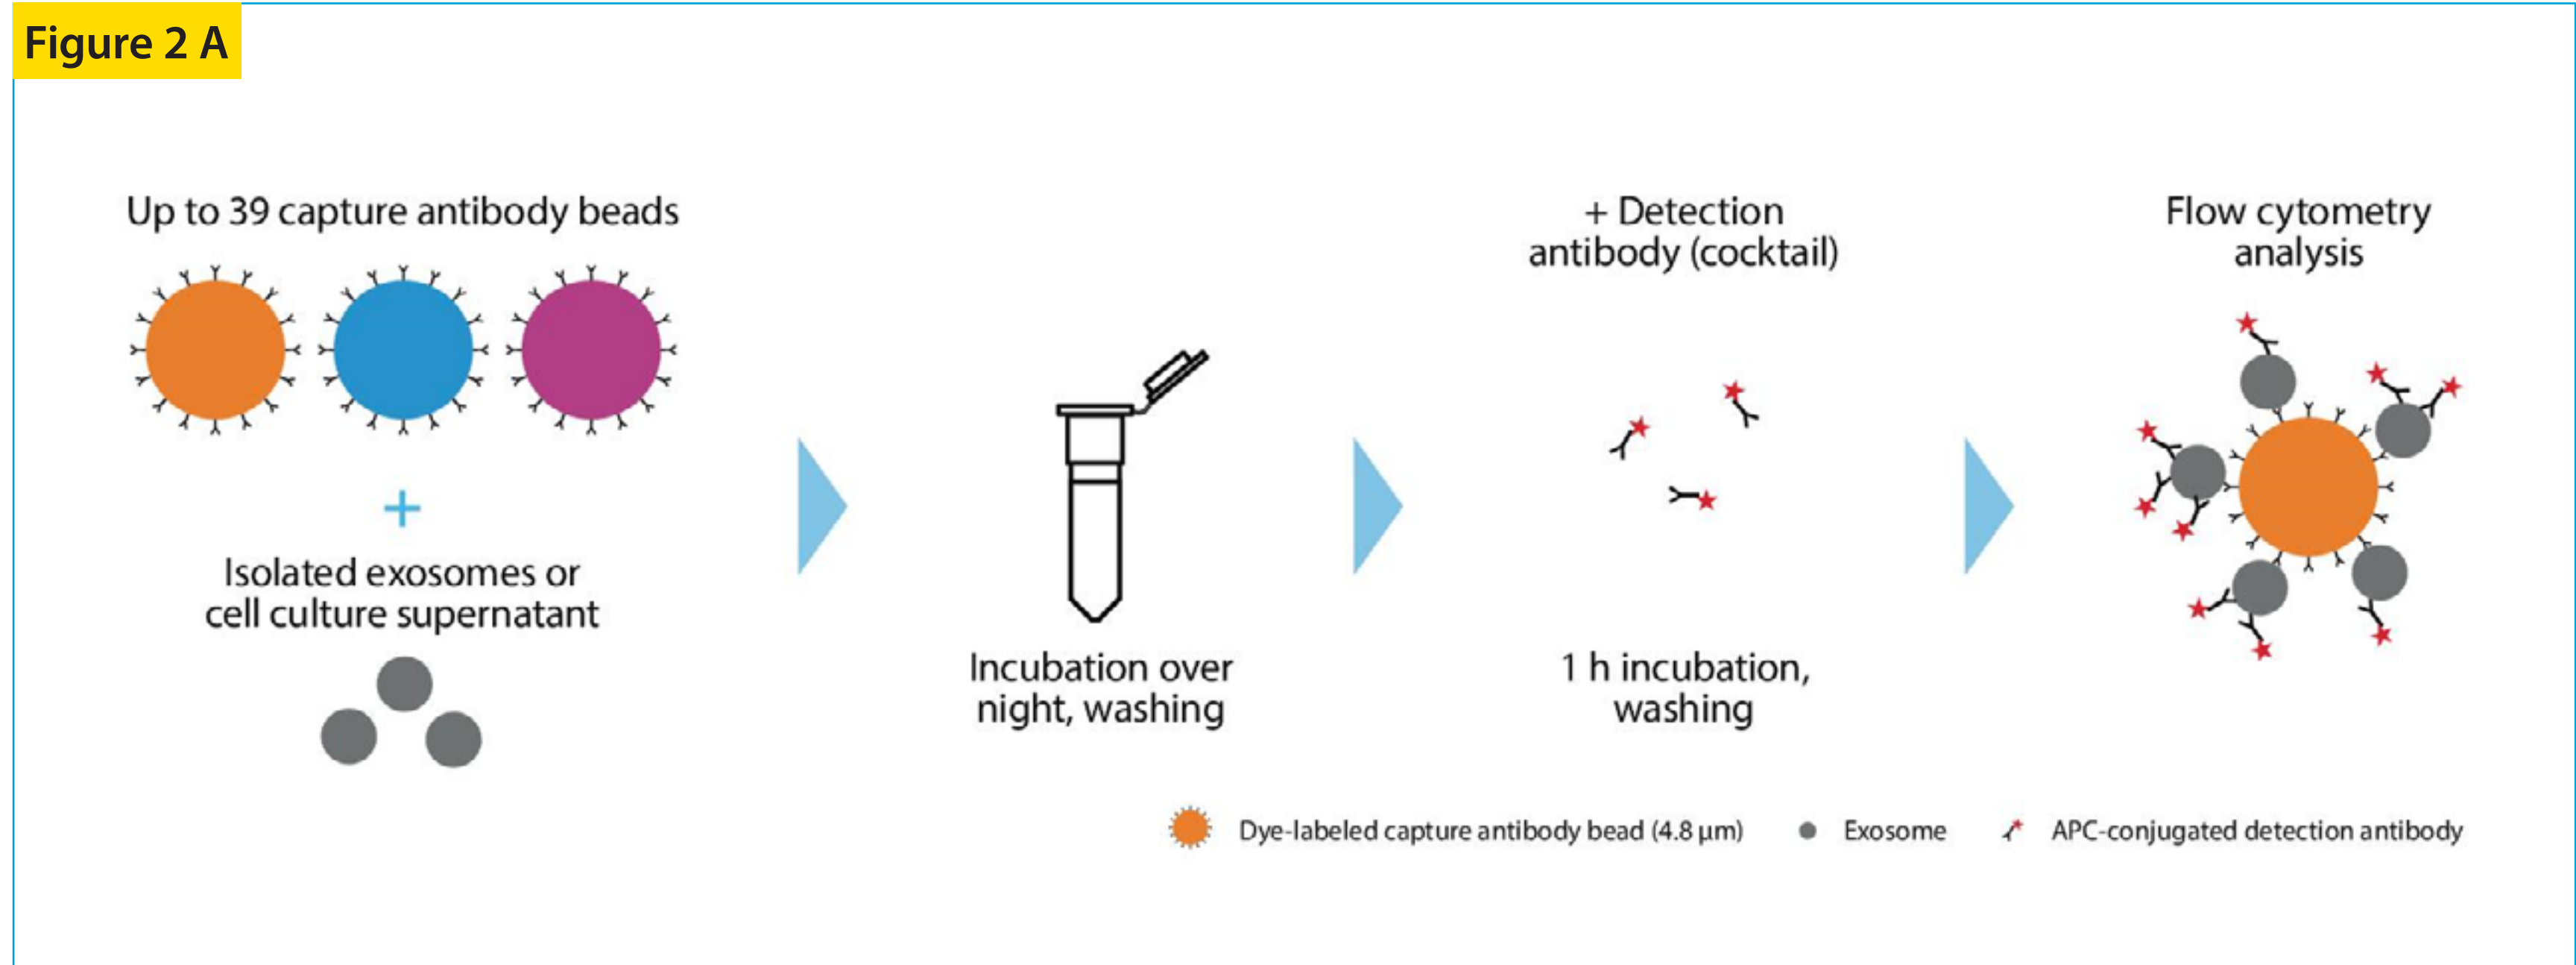 Figure 2 A
Up to 39 capture antibody beads
+
Isolated exosomes or
cell culture supernatant
Incubation over
night, washing
+ Detection
antibody (cocktail)
1 h incubation,
washing
Flow cytometry
analysis
Dye-labeled capture antibody bead (4.8 µm)
Exosome
APC-conjugated detection antibody